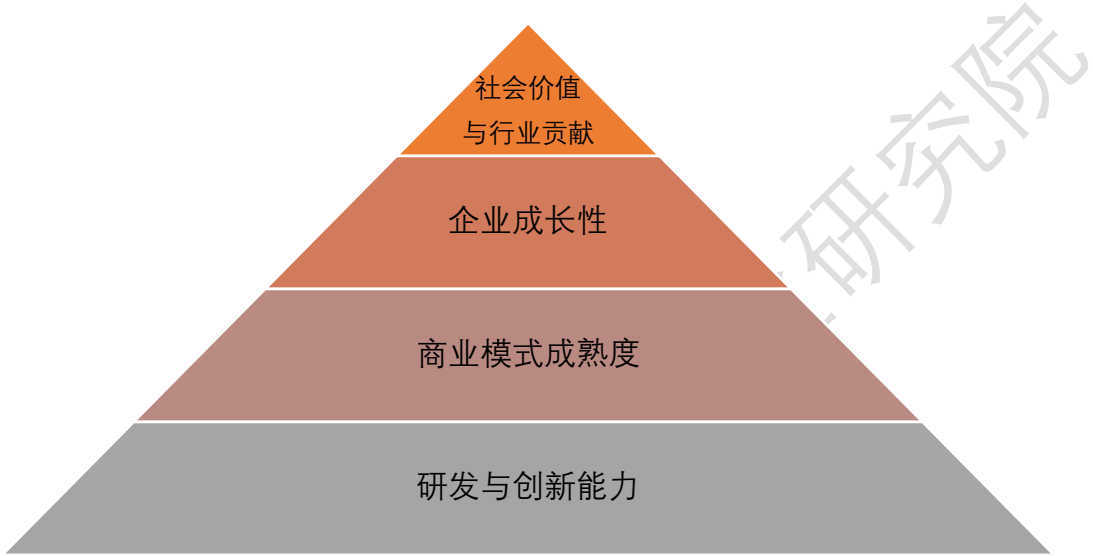 社会价值
与行业贡献
企业成长性
商业模式成熟度
研发与创新能力
研究院